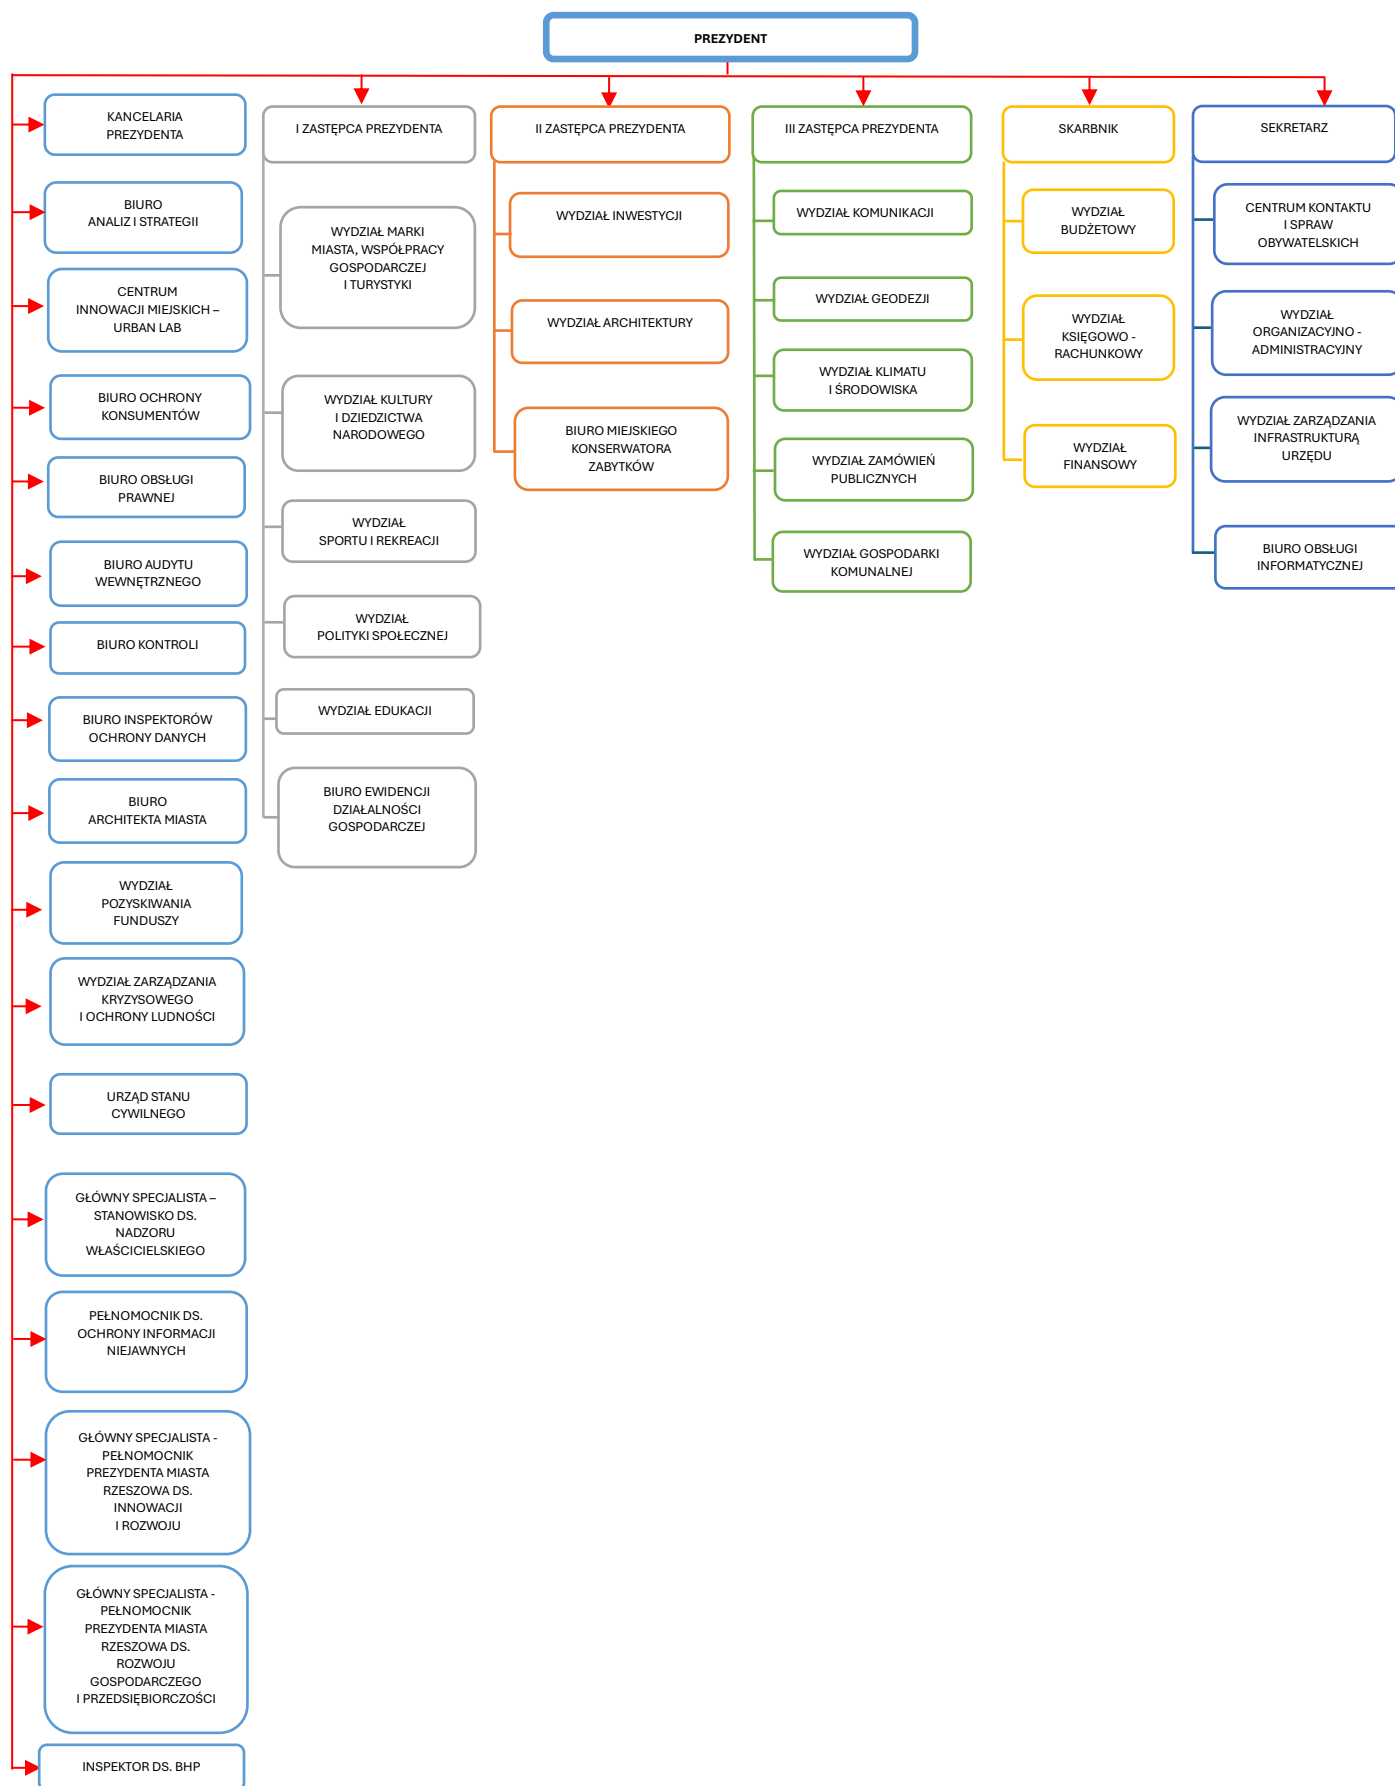 PREZYDENT
KANCELARIA
PREZYDENTA
BIURO
ANALIZ I STRATEGII
CENTRUM
INNOWACJI MIEJSKICH –
URBAN LAB
BIURO OCHRONY
KONSUMENTÓW
BIURO OBSŁUGI
PRAWNEJ
BIURO AUDYTU
WEWNĘTRZNEGO
BIURO KONTROLI
BIURO INSPEKTORÓW
OCHRONY DANYCH
BIURO
ARCHITEKTA MIASTA
WYDZIAŁ
POZYSKIWANIA
FUNDUSZY
WYDZIAŁ ZARZĄDZANIA
KRYZYSOWEGO
I OCHRONY LUDNOŚCI
URZĄD STANU
CYWILNEGO
GŁÓWNY SPECJALISTA –
STANOWISKO DS.
NADZORU
WŁAŚCICIELSKIEGO
PEŁNOMOCNIK DS.
OCHRONY INFORMACJI
NIEJAWNYCH
GŁÓWNY SPECJALISTA -
PEŁNOMOCNIK
PREZYDENTA MIASTA
RZESZOWA DS.
INNOWACJI
I ROZWOJU
GŁÓWNY SPECJALISTA -
PEŁNOMOCNIK
PREZYDENTA MIASTA
RZESZOWA DS.
ROZWOJU
GOSPODARCZEGO
I PRZEDSIĘBIORCZOŚCI
INSPEKTOR DS. BHP
I ZASTĘPCA PREZYDENTA
WYDZIAŁ MARKI
MIASTA, WSPÓŁPRACY
GOSPODARCZEJ
I TURYSTYKI
WYDZIAŁ KULTURY
I DZIEDZICTWA
NARODOWEGO
WYDZIAŁ
SPORTU I REKREACJI
WYDZIAŁ
POLITYKI SPOŁECZNEJ
WYDZIAŁ EDUKACJI
BIURO EWIDENCJI
DZIAŁALNOŚCI
GOSPODARCZEJ
II ZASTĘPCA PREZYDENTA
WYDZIAŁ INWESTYCJI
WYDZIAŁ ARCHITEKTURY
BIURO MIEJSKIEGO
KONSERWATORA
ZABYTKÓW
III ZASTĘPCA PREZYDENTA
WYDZIAŁ KOMUNIKACJI
WYDZIAŁ GEODEZJI
WYDZIAŁ KLIMATU
I ŚRODOWISKA
WYDZIAŁ ZAMÓWIEŃ
PUBLICZNYCH
WYDZIAŁ GOSPODARKI
KOMUNALNEJ
SKARBNIK
WYDZIAŁ
BUDŻETOWY
WYDZIAŁ
KSIĘGOWO -
RACHUNKOWY
WYDZIAŁ
FINANSOWY
SEKRETARZ
CENTRUM KONTAKTU
I SPRAW
OBYWATELSKICH
WYDZIAŁ
ORGANIZACYJNO -
ADMINISTRACYJNY
WYDZIAŁ ZARZĄDZANIA
INFRASTRUKTURĄ
URZĘDU
BIURO OBSŁUGI
INFORMATYCZNEJ